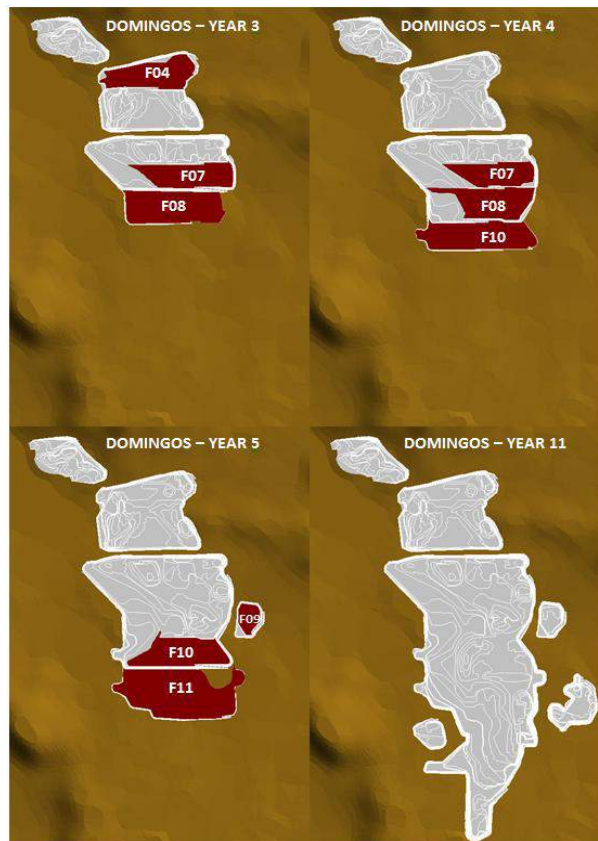 DOMINGOS – YEAR 3
F04
F07
F08
DOMINGOS – YEAR 4
F07
F08
F10
DOMINGOS – YEAR 5
F09
F10
F11
DOMINGOS – YEAR 11